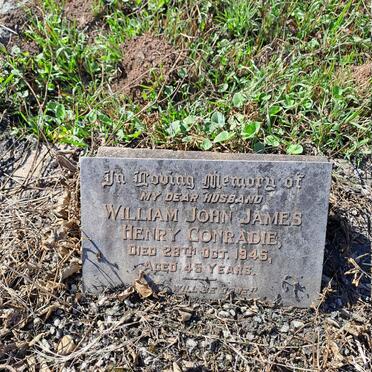 In Loving Memory of
MY DEAR HUSBAND
WILLIAM JOHN JAMES
HENRY CONRADIE,
DIED 28TH OCT. 1945,
AGED 45 YEARS.